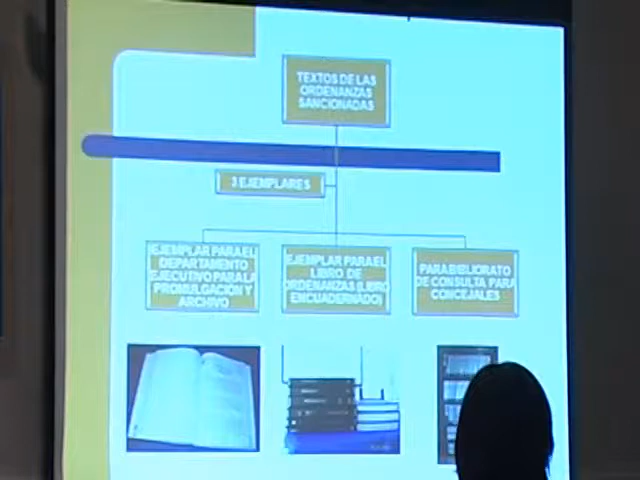 TEXTOS DE LAS
ORDENANZAS
SANCIONADAS
3 EJEMPLARES
EJEMPLAR PARA EL
DEPARTAMENTO
EJECUTIVO PARA LA
PROMULGACIÓN Y
ARCHIVO
EJEMPLAR PARA EL
LIBRO DE
ORDENANZAS (LIBRO
ENCUADERNADO)
PARA BIBLIORATO
DE CONSULTA PARA
CONCEJALES